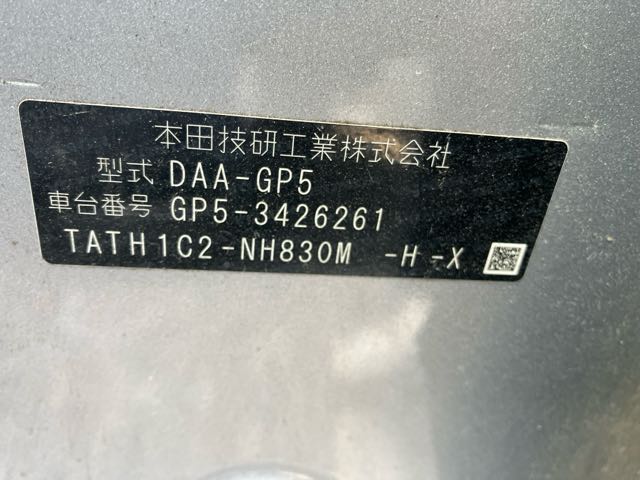 本田技研工業株式会社
型式 DAA-GP5
車台番号 GP5-3426261
TATH1C2-NH830M -H-X